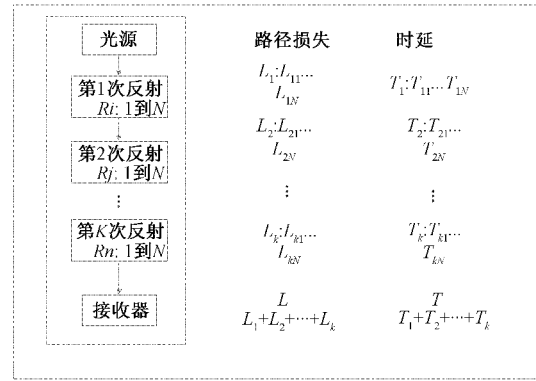 光源
路径损失
时延
第1次反射
Ri: 1到N
L₁:L₁₁...
L₁N
T₁:T₁₁...T₁N
第2次反射
Rj: 1到N
L₂:L₂₁...
L₂N
T₂:T₂₁...
T₂N
⋮
⋮
⋮
第K次反射
Rn: 1到N
Lₖ:Lₖ₁...
LₖN
Tₖ:Tₖ₁...
TₖN
接收器
L
L₁+L₂+···+Lₖ
T
T₁+T₂+···+Tₖ